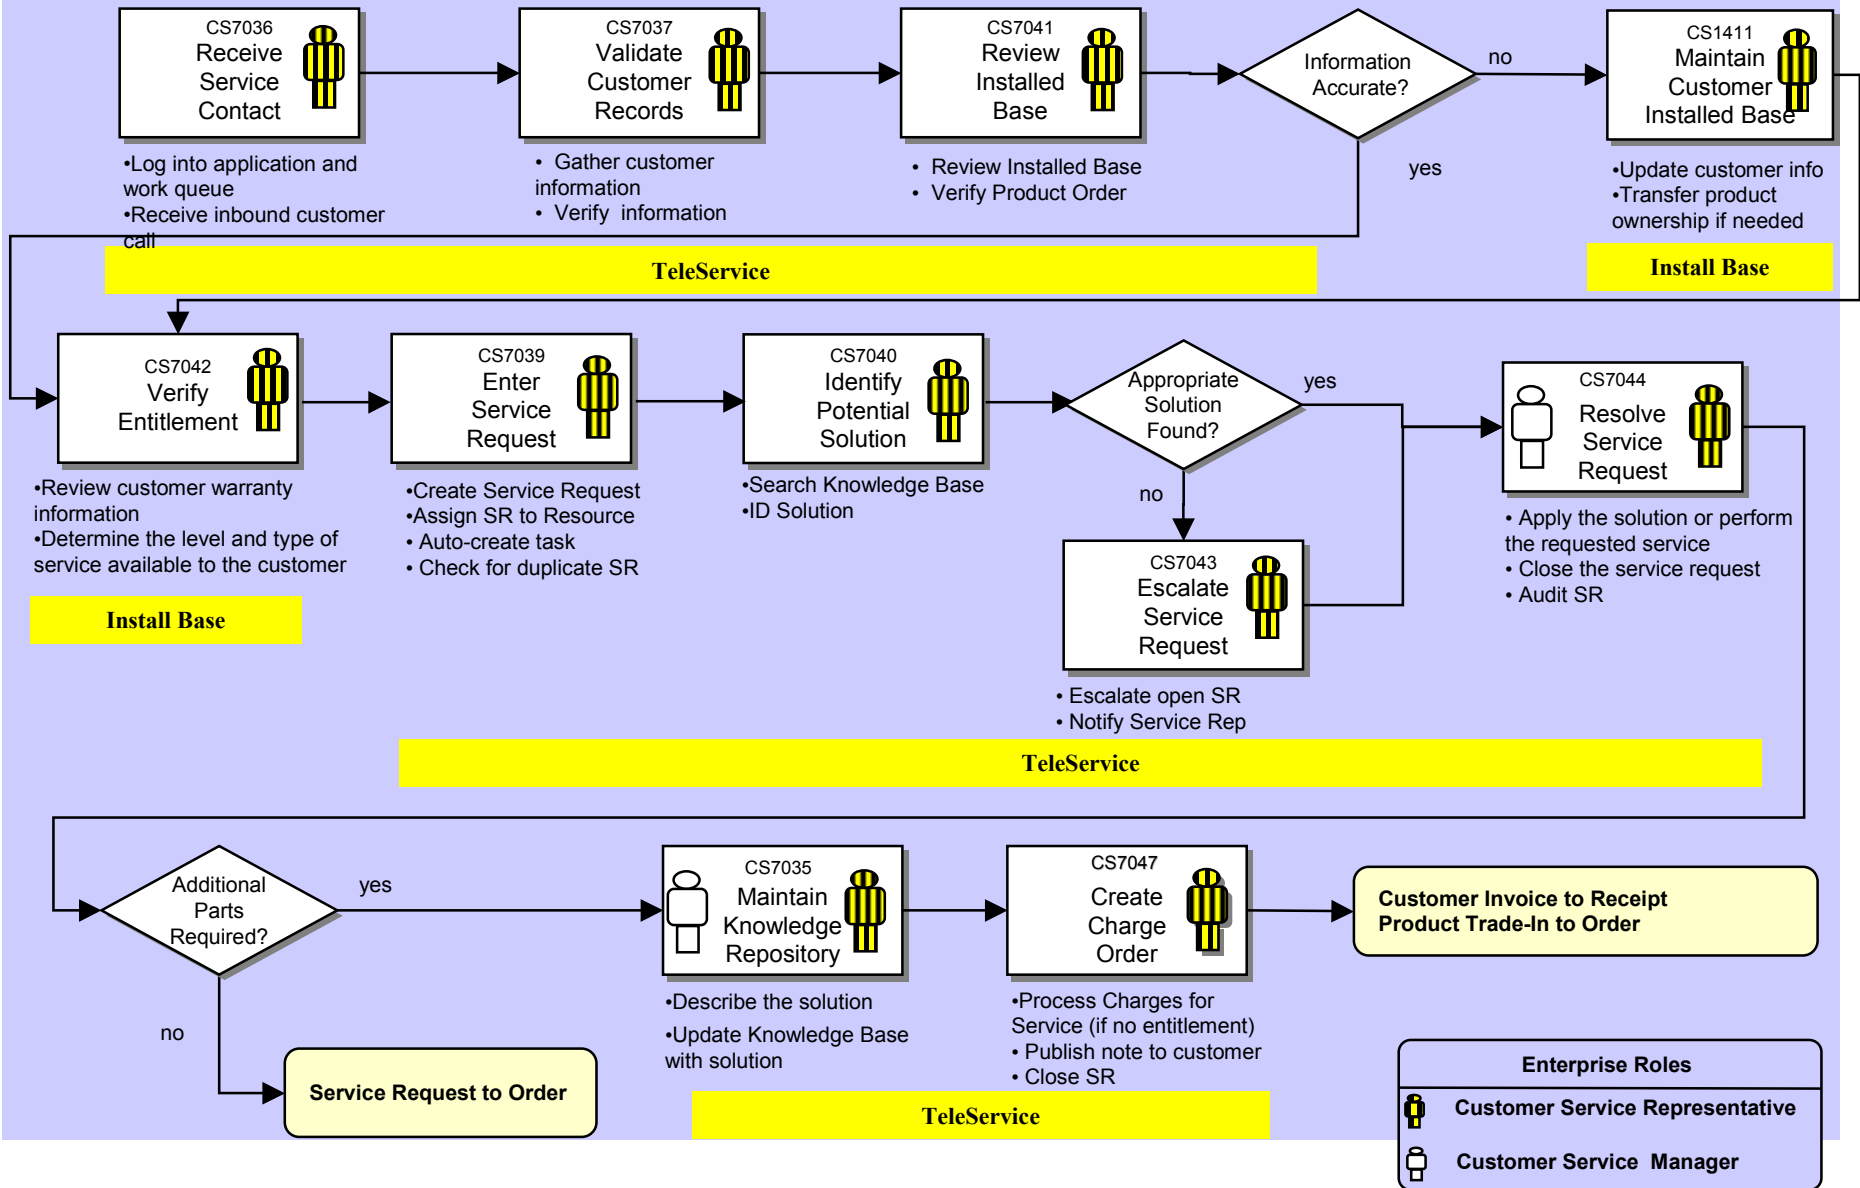 CS7036
Receive
Service
Contact
CS7037
Validate
Customer
Records
CS7041
Review
Installed
Base
Information
Accurate?
no
CS1411
Maintain
Customer
Installed Base
•Log into application and
work queue
•Receive inbound customer
call
• Gather customer
information
• Verify information
• Review Installed Base
• Verify Product Order
yes
•Update customer info
•Transfer product
ownership if needed
TeleService
Install Base
CS7042
Verify
Entitlement
CS7039
Enter
Service
Request
CS7040
Identify
Potential
Solution
Appropriate
Solution
Found?
yes
no
CS7044
Resolve
Service
Request
•Review customer warranty
information
•Determine the level and type of
service available to the customer
•Create Service Request
•Assign SR to Resource
• Auto-create task
• Check for duplicate SR
•Search Knowledge Base
•ID Solution
CS7043
Escalate
Service
Request
• Apply the solution or perform
the requested service
• Close the service request
• Audit SR
Install Base
• Escalate open SR
• Notify Service Rep
TeleService
Additional
Parts
Required?
yes
no
CS7035
Maintain
Knowledge
Repository
CS7047
Create
Charge
Order
Customer Invoice to Receipt
Product Trade-In to Order
•Describe the solution
•Update Knowledge Base
with solution
•Process Charges for
Service (if no entitlement)
• Publish note to customer
• Close SR
Service Request to Order
TeleService
Enterprise Roles
Customer Service Representative
Customer Service Manager